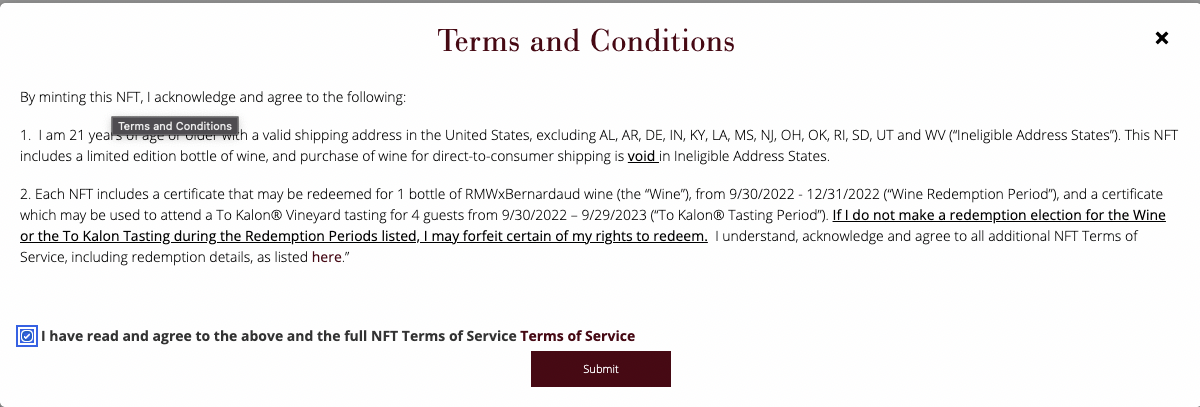 Terms and Conditions
By minting this NFT, I acknowledge and agree to the following:
Terms and Conditions
1. I am 21 years of age or older with a valid shipping address in the United States, excluding AL, AR, DE, IN, KY, LA, MS, NJ, OH, OK, RI, SD, UT and WV (“Ineligible Address States”). This NFT
includes a limited edition bottle of wine, and purchase of wine for direct-to-consumer shipping is void in Ineligible Address States.
2. Each NFT includes a certificate that may be redeemed for 1 bottle of RMWxBernardaud wine (the “Wine”), from 9/30/2022 - 12/31/2022 (“Wine Redemption Period”), and a certificate
which may be used to attend a To Kalon® Vineyard tasting for 4 guests from 9/30/2022 – 9/29/2023 (“To Kalon® Tasting Period”). If I do not make a redemption election for the Wine
or the To Kalon Tasting during the Redemption Periods listed, I may forfeit certain of my rights to redeem. I understand, acknowledge and agree to all additional NFT Terms of
Service, including redemption details, as listed here.”
I have read and agree to the above and the full NFT Terms of Service Terms of Service
Submit